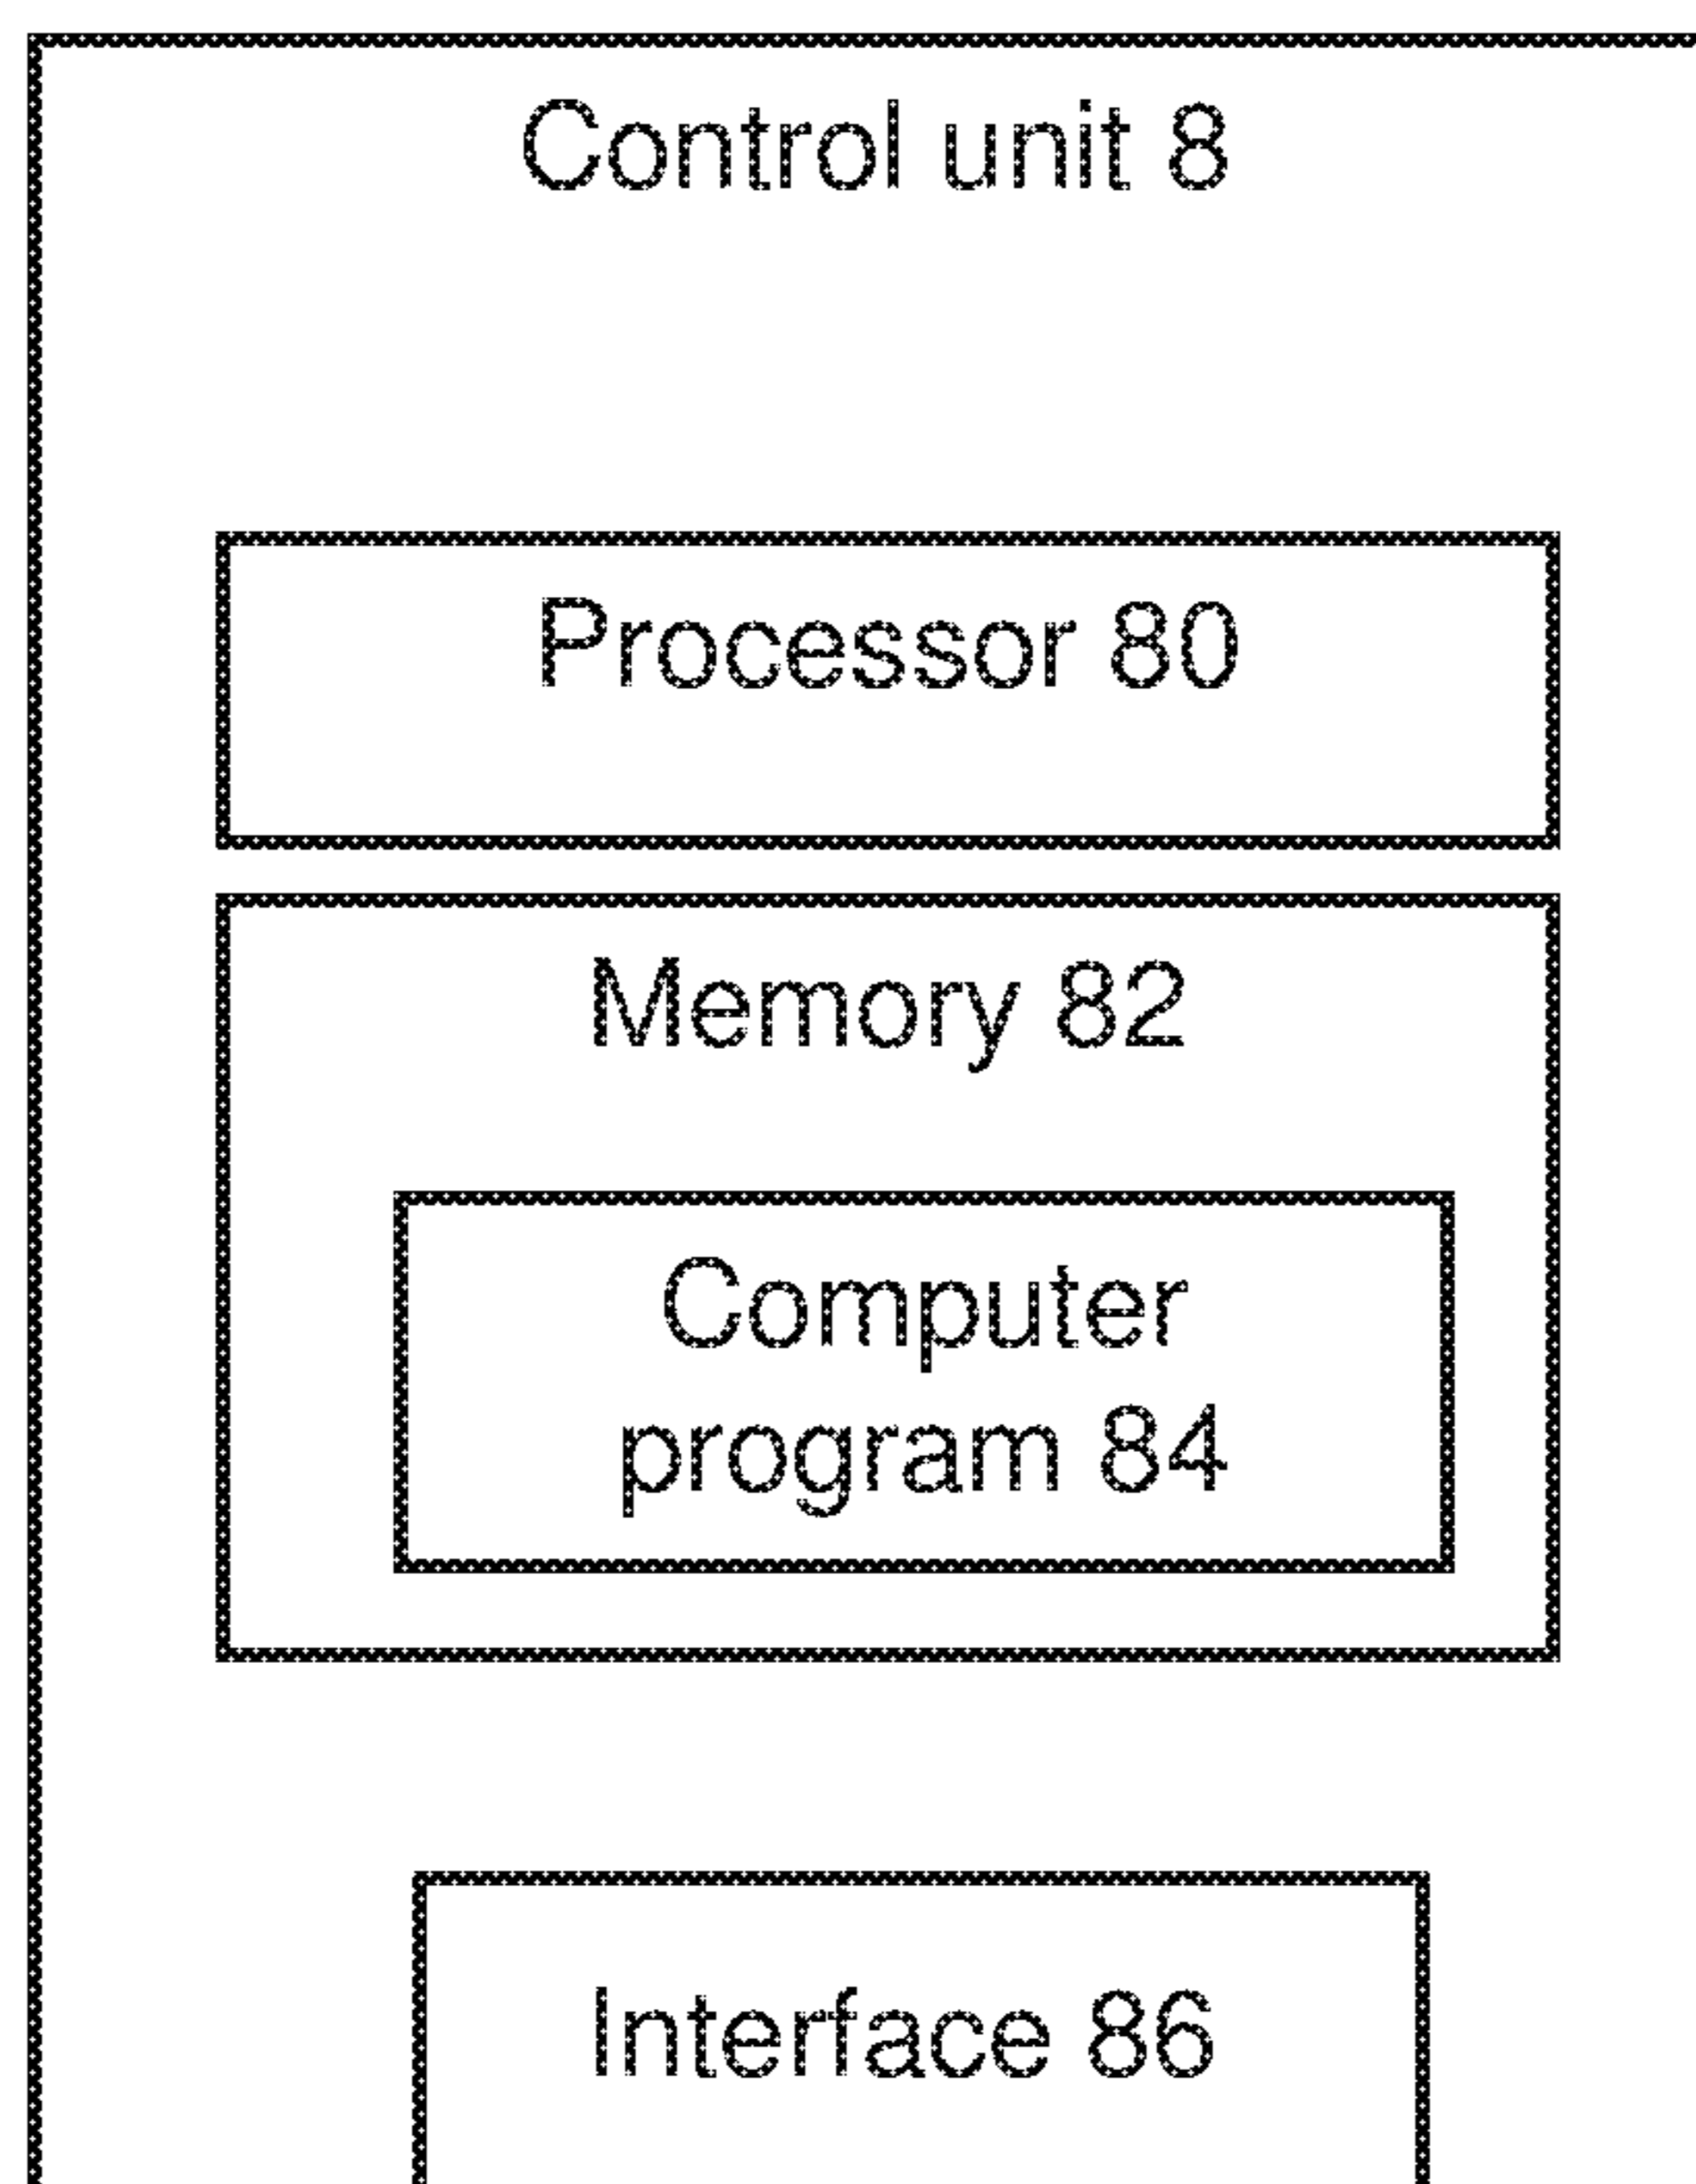 Control unit 8
Processor 80
Memory 82
Computer
program 84
Interface 86